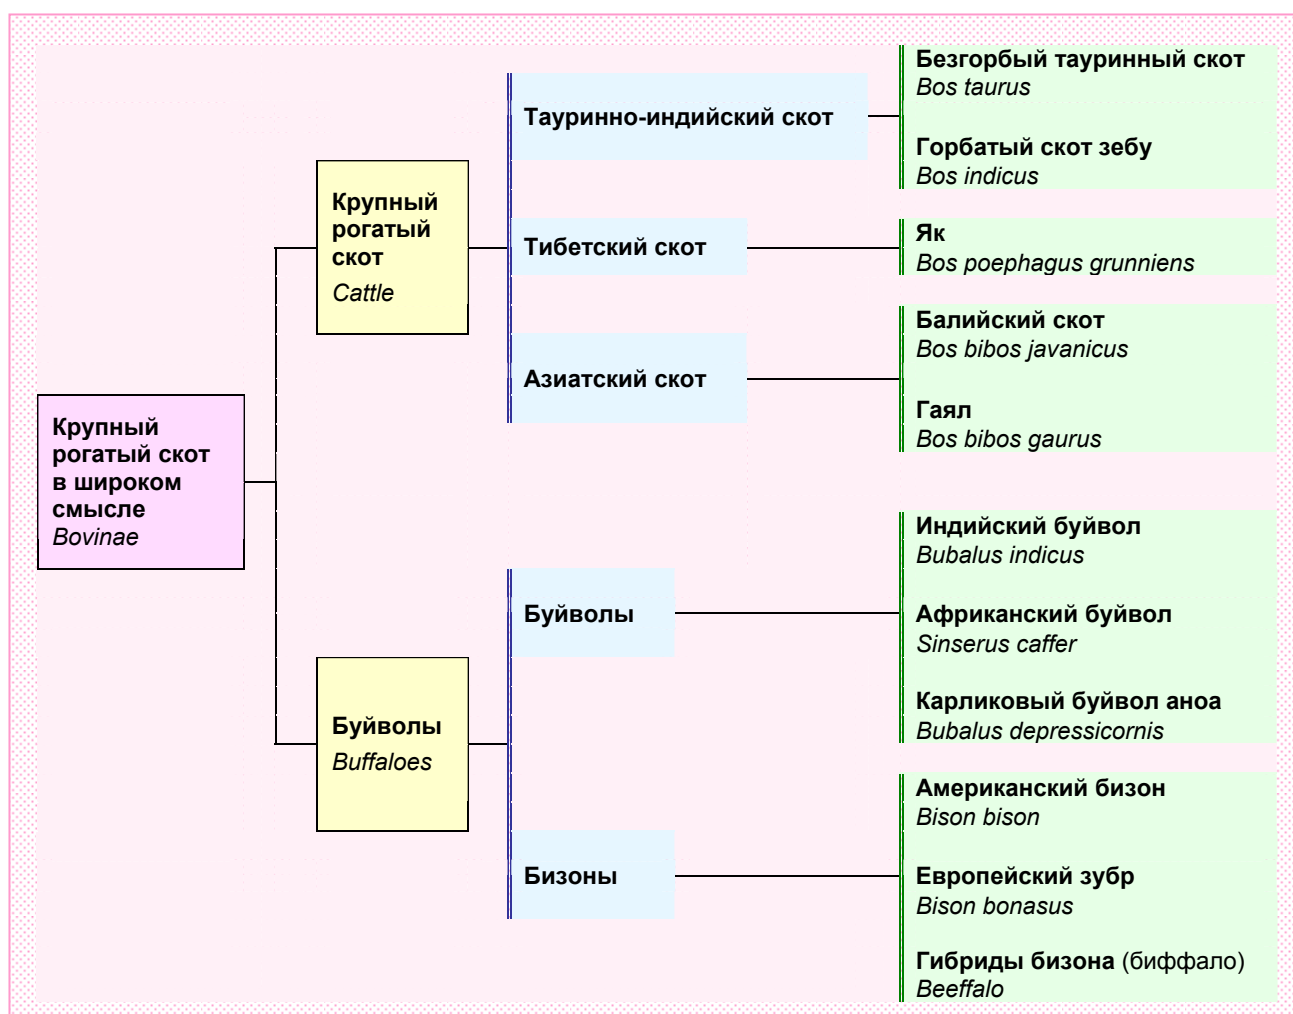 Крупный
рогатый скот
в широком
смысле
Bovinae
Крупный
рогатый
скот
Cattle
Буйволы
Buffaloes
Тауринно-индийский скот
Тибетский скот
Азиатский скот
Буйволы
Бизоны
Безгорбый тауринный скот
Bos taurus
Горбатый скот зебу
Bos indicus
Як
Bos poephagus grunniens
Балийский скот
Bos bibos javanicus
Гаял
Bos bibos gaurus
Индийский буйвол
Bubalus indicus
Африканский буйвол
Sinserus caffer
Карликовый буйвол аноа
Bubalus depressicornis
Американский бизон
Bison bison
Европейский зубр
Bison bonasus
Гибриды бизона (биффало)
Beeffalo